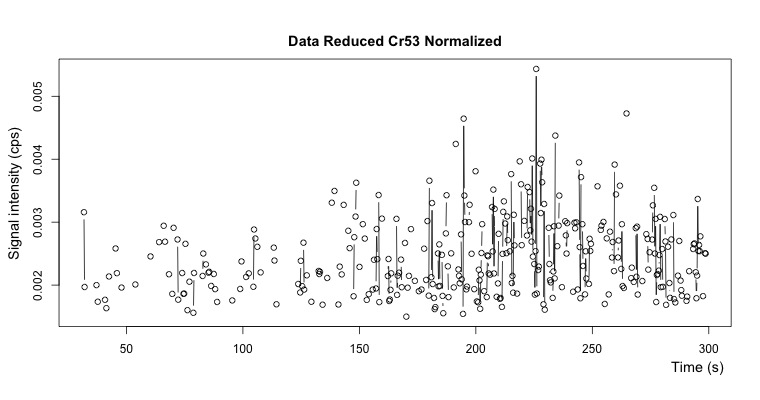 Data Reduced Cr53 Normalized
Signal intensity (cps)
0.005
0.004
0.003
0.002
50 100 150 200 250 300
Time (s)